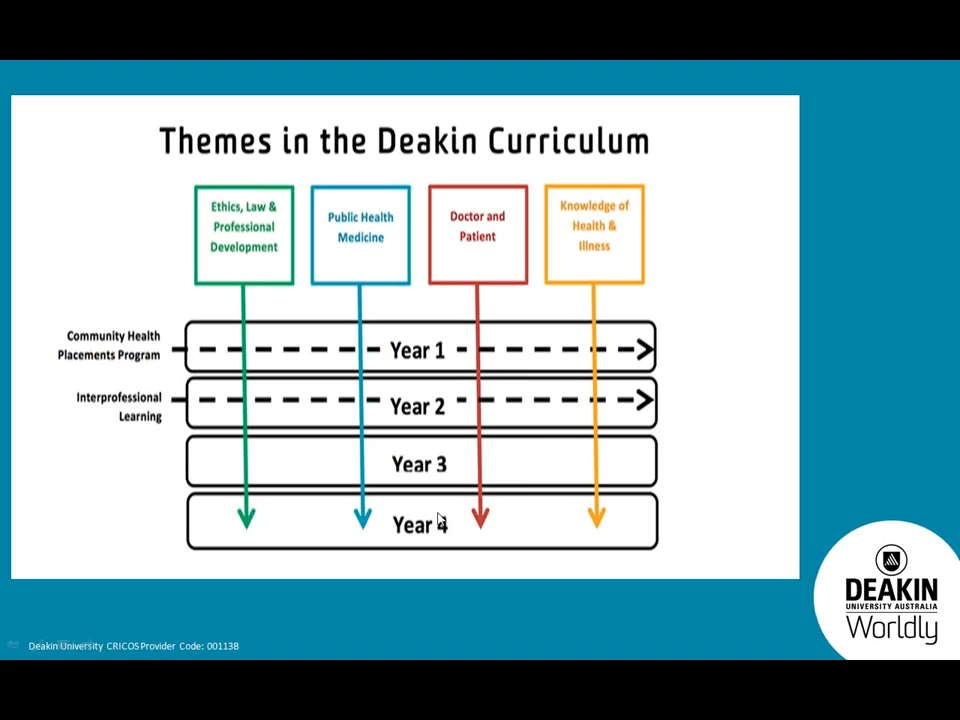 Themes in the Deakin Curriculum
Ethics, Law &
Professional
Development
Public Health
Medicine
Doctor and
Patient
Knowledge of
Health &
Illness
Community Health
Placements Program
Year 1
Interprofessional
Learning
Year 2
Year 3
Year 4
DEAKIN
UNIVERSITY AUSTRALIA
Worldly
Deakin University CRICOS Provider Code: 00113B